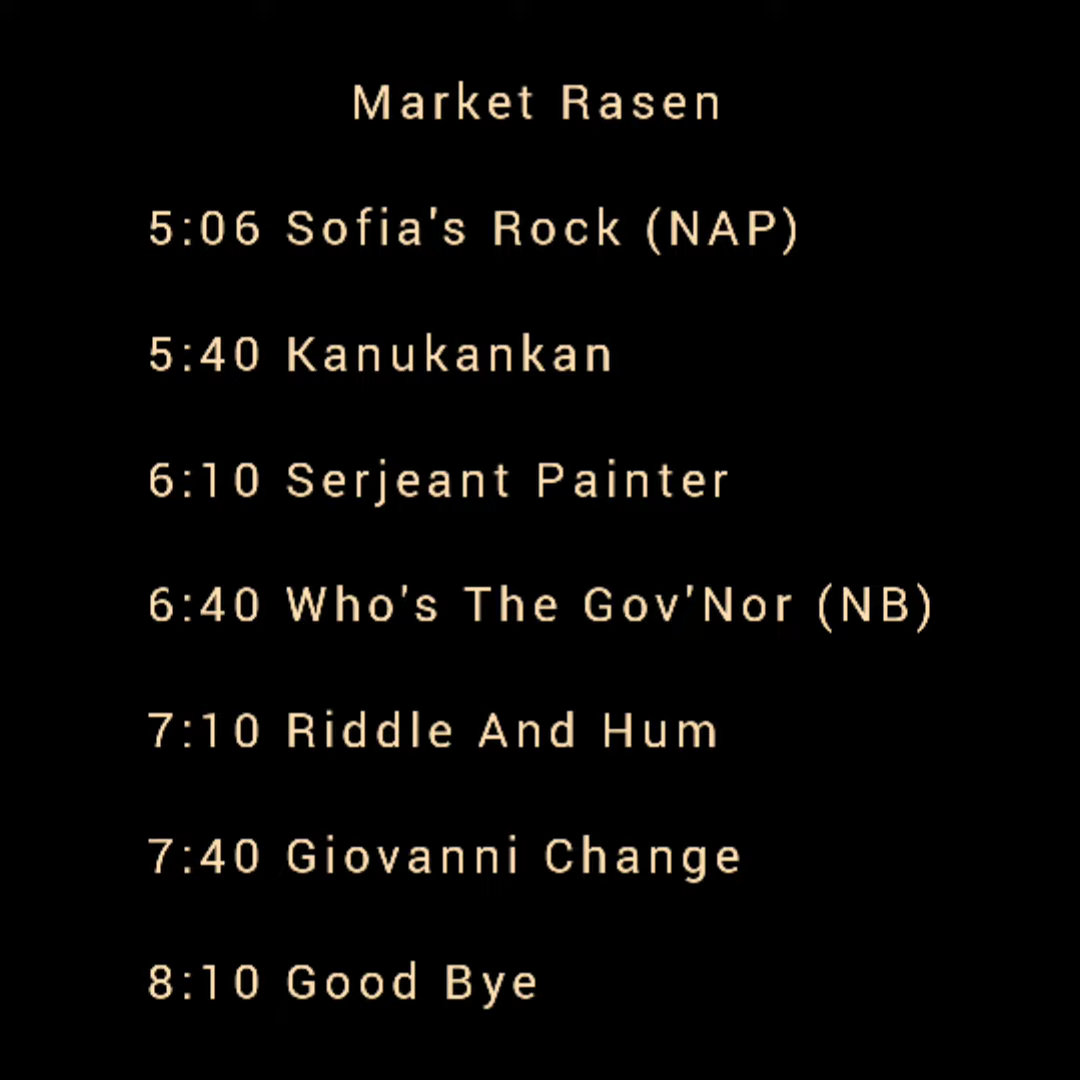 Market Rasen
5:06 Sofia's Rock (NAP)
5:40 Kanukankan
6:10 Serjeant Painter
6:40 Who's The Gov'Nor (NB)
7:10 Riddle And Hum
7:40 Giovanni Change
8:10 Good Bye